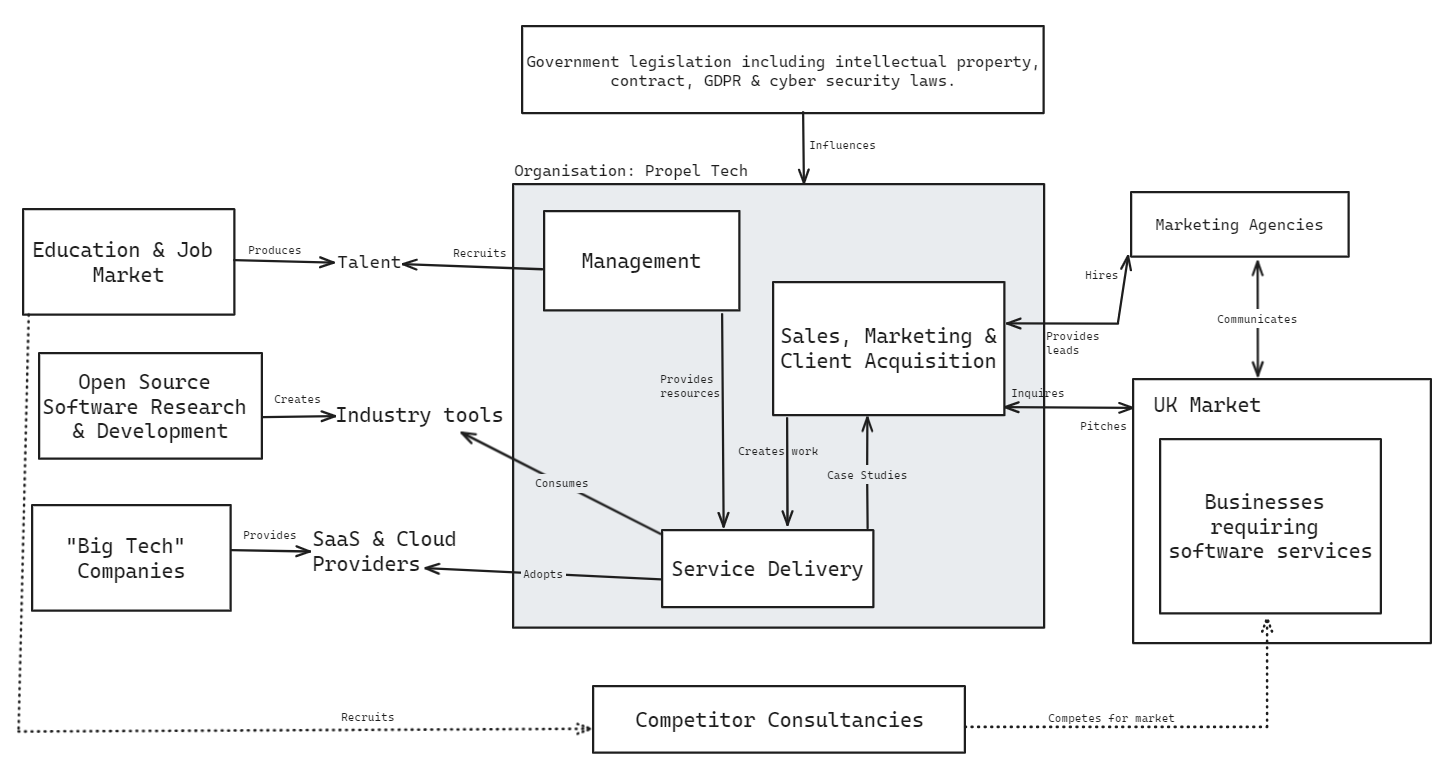 Government legislation including intellectual property,
contract, GDPR & cyber security laws.
Influences
Organisation: Propel Tech
Education & Job
Market
Produces
Talent
Recruits
Management
Marketing Agencies
Hires
Sales, Marketing &
Client Acquisition
Provides
leads
Communicates
Open Source
Software Research
& Development
Creates
Industry tools
Provides
resources
Inquires
Pitches
UK Market
Creates work
Case Studies
Consumes
Businesses
requiring
software services
"Big Tech"
Companies
Provides
SaaS & Cloud
Providers
Adopts
Service Delivery
Recruits
Competitor Consultancies
Competes for market